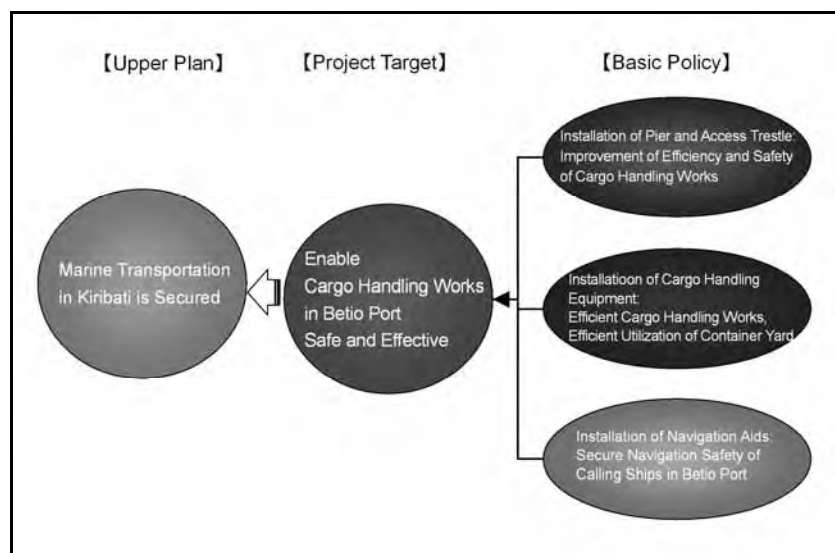 【Upper Plan】
【Project Target】
【Basic Policy】
Marine Transportation
in Kiribati is Secured
Enable
Cargo Handling Works
in Betio Port
Safe and Effective
Installation of Pier and Access Trestle:
Improvement of Efficiency and Safety
of Cargo Handling Works
Installatioon of Cargo Handling
Equipment:
Efficient Cargo Handling Works,
Efficient Utilization of Container Yard
Installation of Navigation Aids:
Secure Navigation Safety of
Calling Ships in Betio Port